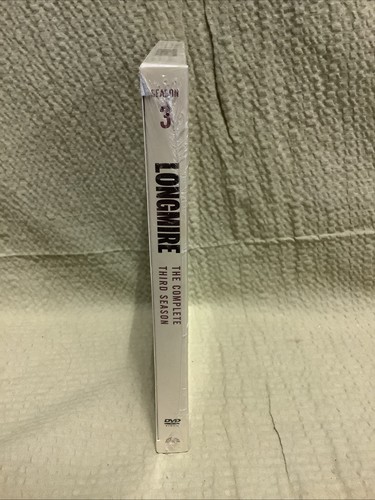 SEASON
3
LONGMIRE
THE COMPLETE
THIRD SEASON
DVD